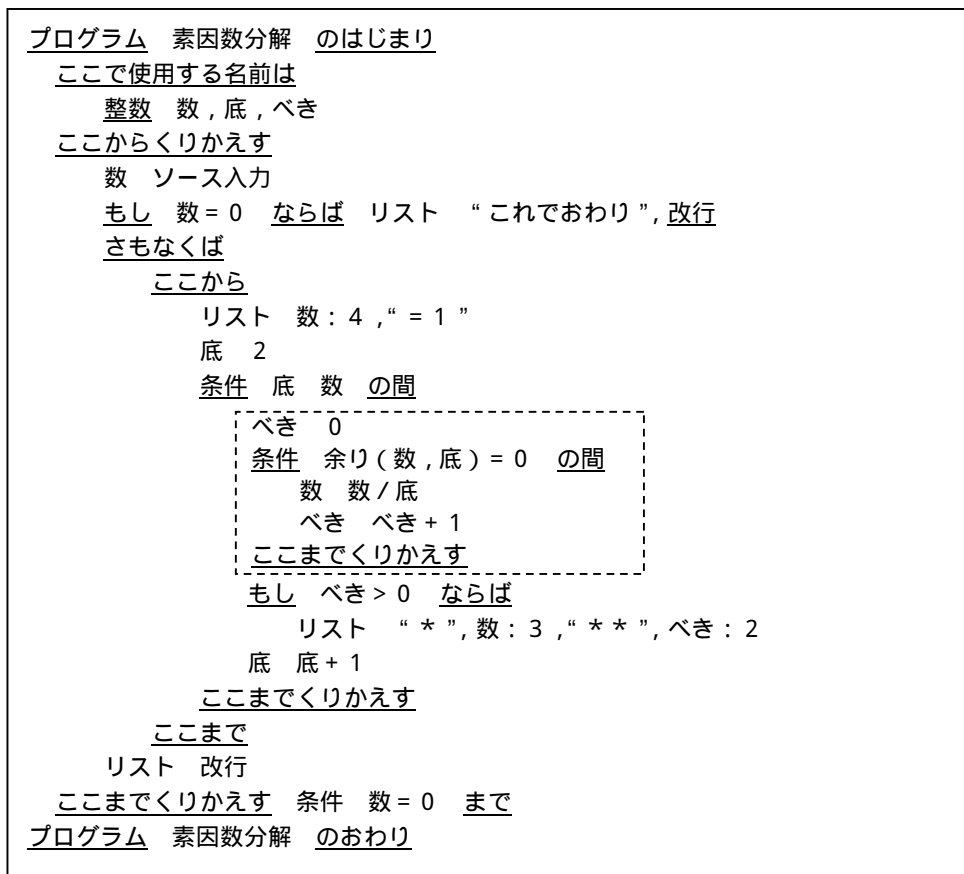 プログラム　素因数分解　のはじまり
ここで使用する名前は
整数　数 , 底 , べき
ここからくりかえす
数　ソース入力
もし　数 = 0　ならば　リスト　“ これでおわり ” , 改行
さもなくば
ここから
リスト　数 : 4 , “ = 1 ”
底　2
条件　底　数　の間
べき　0
条件　余り ( 数 , 底 ) = 0　の間
数　数 / 底
べき　べき + 1
ここまでくりかえす
もし　べき > 0　ならば
リスト　“ * ” , 数 : 3 , “ * * ” , べき : 2
底　底 + 1
ここまでくりかえす
ここまで
リスト　改行
ここまでくりかえす　条件　数 = 0　まで
プログラム　素因数分解　のおわり